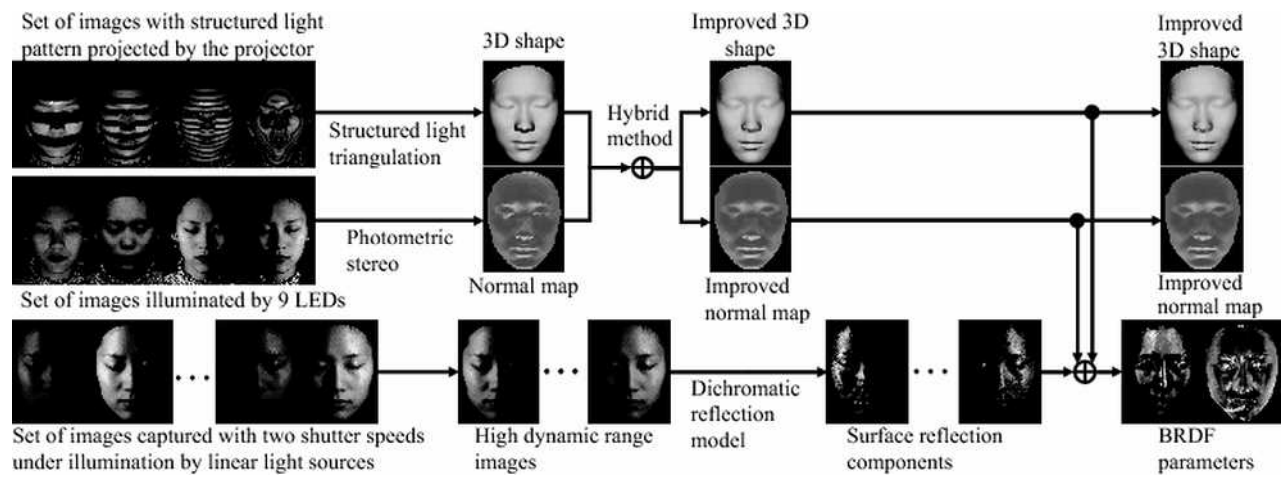 Set of images with structured light
pattern projected by the projector
3D shape
Improved 3D
shape
Improved
3D shape
Structured light
triangulation
Hybrid
method
Photometric
stereo
Set of images illuminated by 9 LEDs
Normal map
Improved
normal map
Improved
normal map
Dichromatic
reflection
model
Set of images captured with two shutter speeds
under illumination by linear light sources
High dynamic range
images
Surface reflection
components
BRDF
parameters